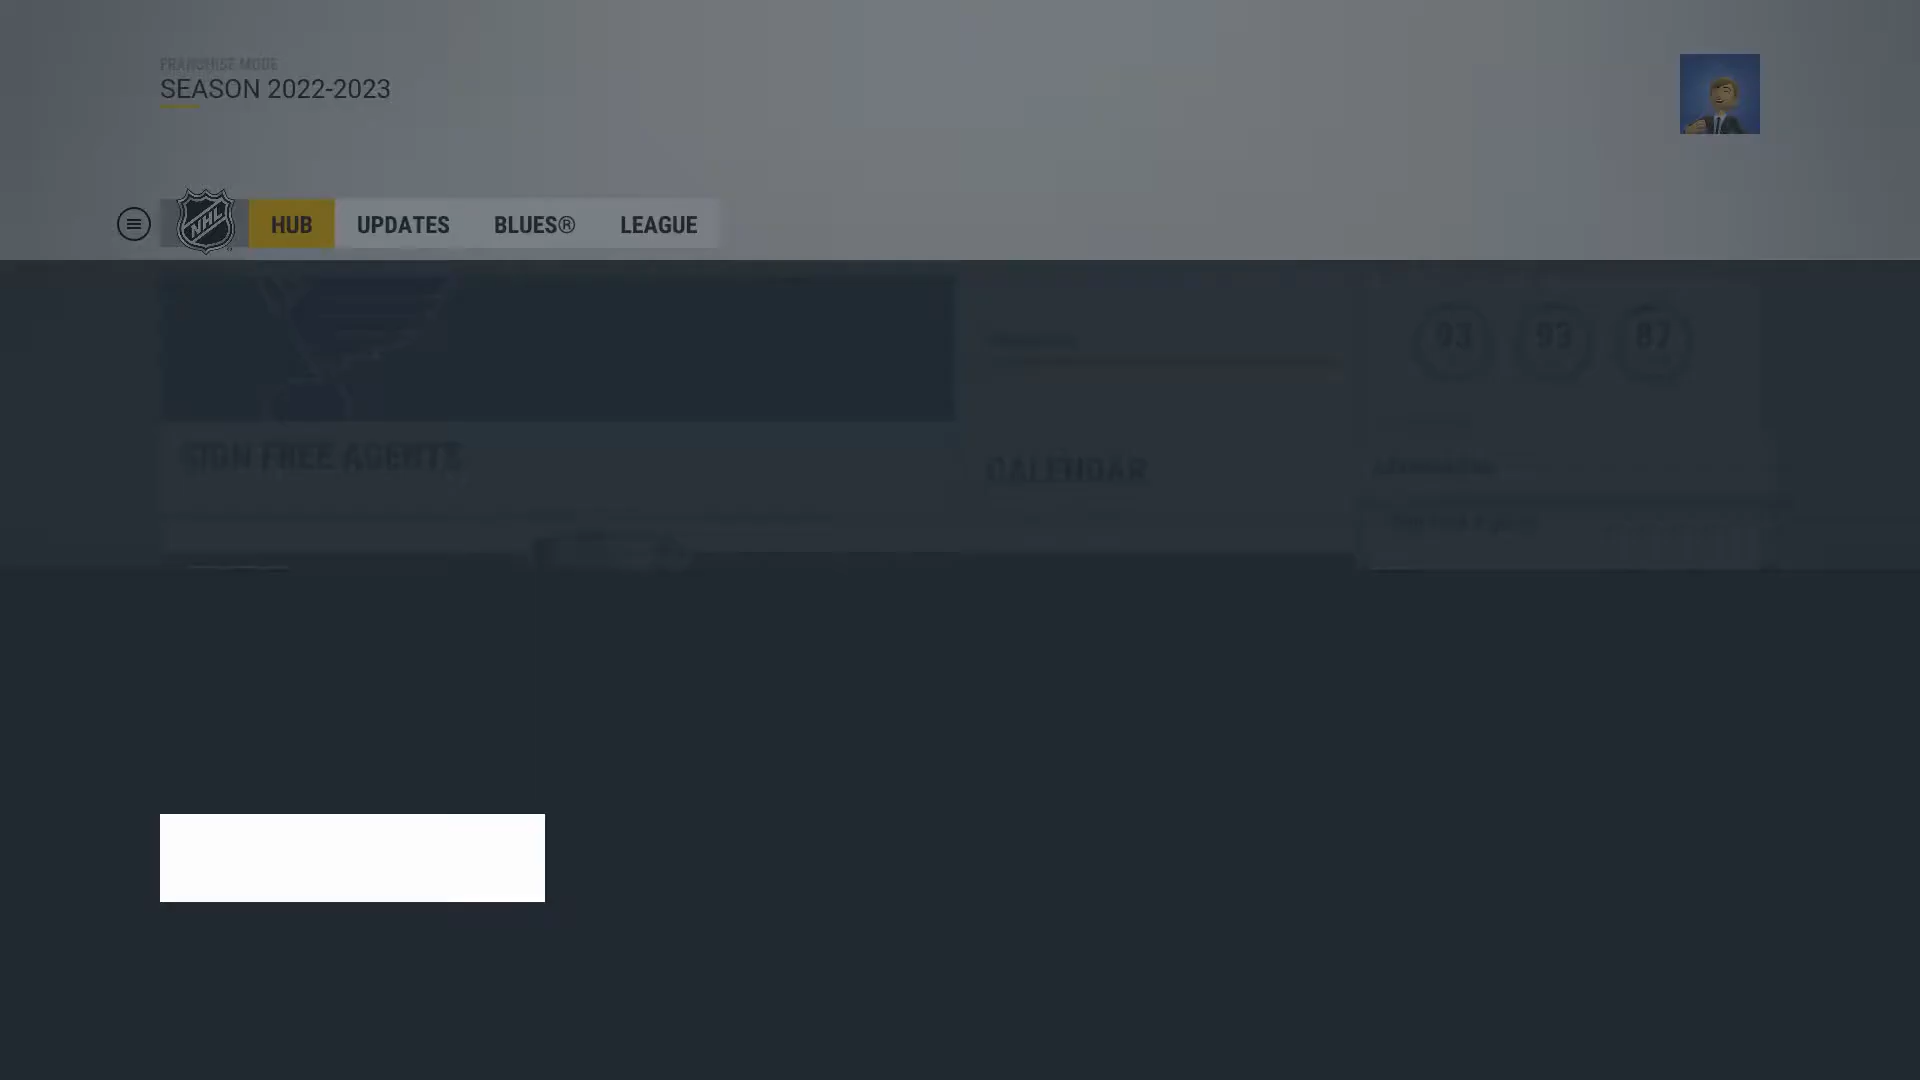 FRANCHISE MODE
SEASON 2022-2023
NHL
HUB UPDATES BLUES® LEAGUE
93 93 87
SIGN FREE AGENTS
CALENDAR